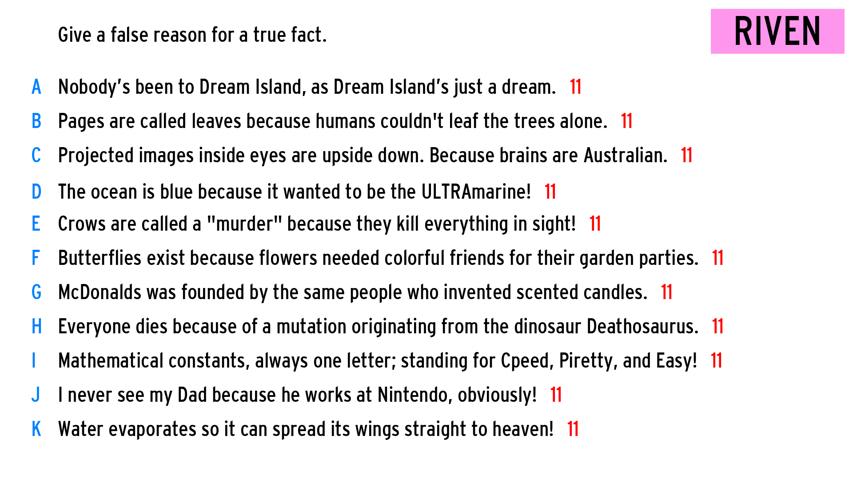 Give a false reason for a true fact.
RIVEN
A Nobody's been to Dream Island, as Dream Island's just a dream. 11
B Pages are called leaves because humans couldn't leaf the trees alone. 11
C Projected images inside eyes are upside down. Because brains are Australian. 11
D The ocean is blue because it wanted to be the ULTRAmarine! 11
E Crows are called a "murder" because they kill everything in sight! 11
F Butterflies exist because flowers needed colorful friends for their garden parties. 11
G McDonalds was founded by the same people who invented scented candles. 11
H Everyone dies because of a mutation originating from the dinosaur Deathosaurus. 11
I Mathematical constants, always one letter; standing for Cpeed, Piretty, and Easy! 11
J I never see my Dad because he works at Nintendo, obviously! 11
K Water evaporates so it can spread its wings straight to heaven! 11